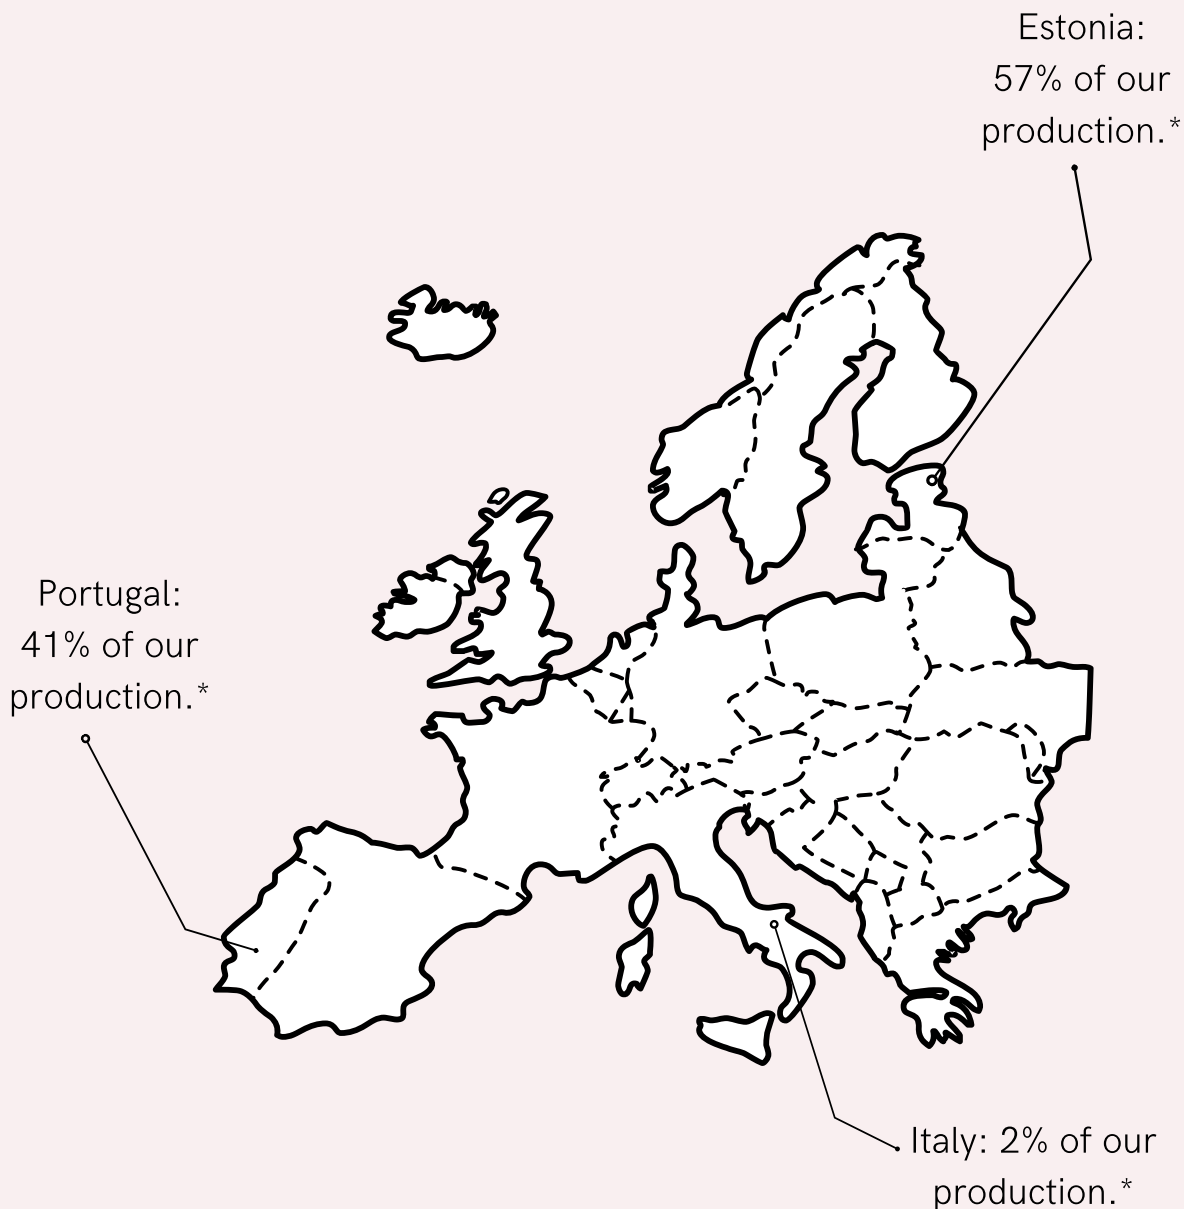 Estonia:
57% of our
production.*
Portugal:
41% of our
production.*
Italy: 2% of our
production.*